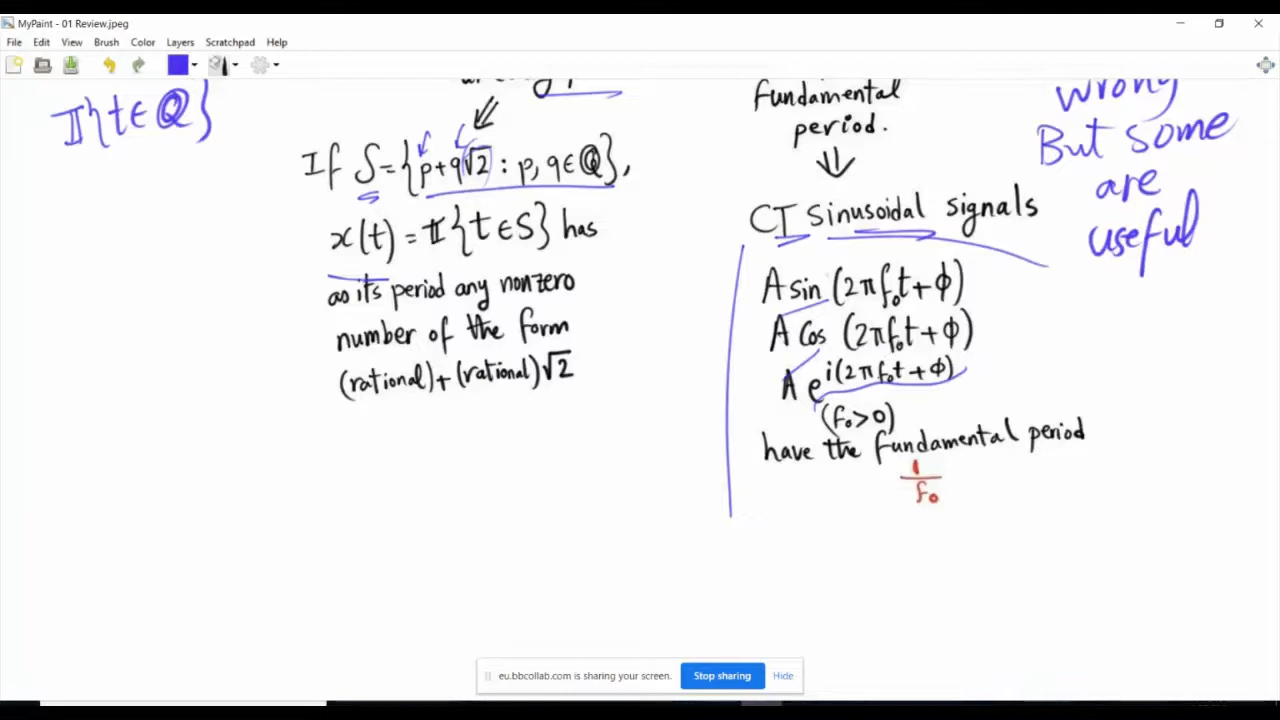 MyPaint - 01 Review.jpeg
File Edit View Brush Color Layers Scratchpad Help
𝕀{t∈ℚ}
If S={p+q√2 : p, q∈ℚ},
x(t) = 𝕀{t∈S} has
as its period any nonzero
number of the form
(rational)+(rational)√2
fundamental
period.
⇓
CT sinusoidal signals
A sin (2πf₀t+ϕ)
A cos (2πf₀t+ϕ)
A e^{i(2πf₀t+ϕ)}
(f₀>0)
have the fundamental period
1/f₀
wrong
But some
are
useful
eu.bbcollab.com is sharing your screen. Stop sharing Hide